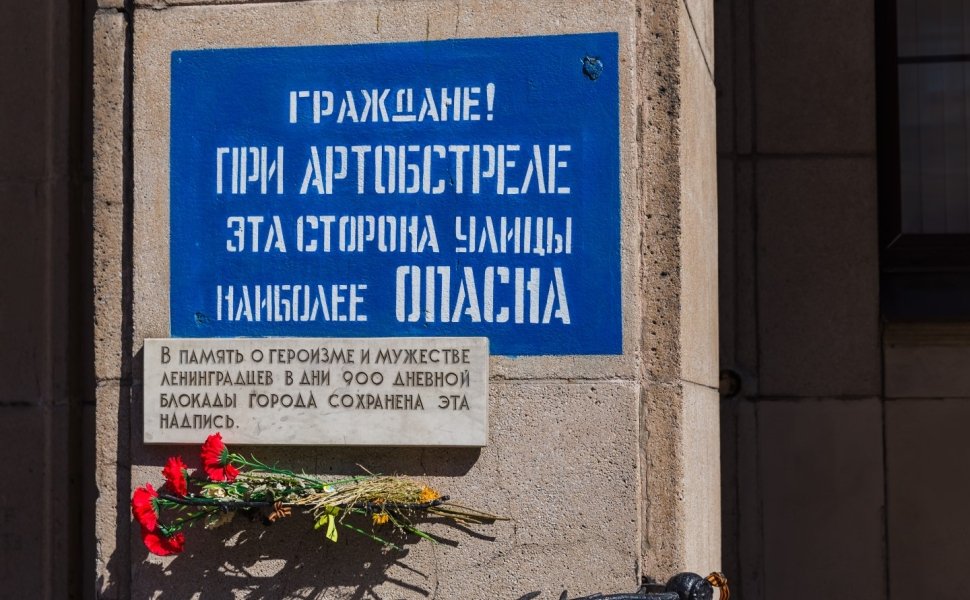 ГРАЖДАНЕ!
ПРИ АРТОБСТРЕЛЕ
ЭТА СТОРОНА УЛИЦЫ
НАИБОЛЕЕ ОПАСНА
В ПАМЯТЬ О ГЕРОИЗМЕ И МУЖЕСТВЕ
ЛЕНИНГРАДЦЕВ В ДНИ 900 ДНЕВНОЙ
БЛОКАДЫ ГОРОДА СОХРАНЕНА ЭТА
НАДПИСЬ.